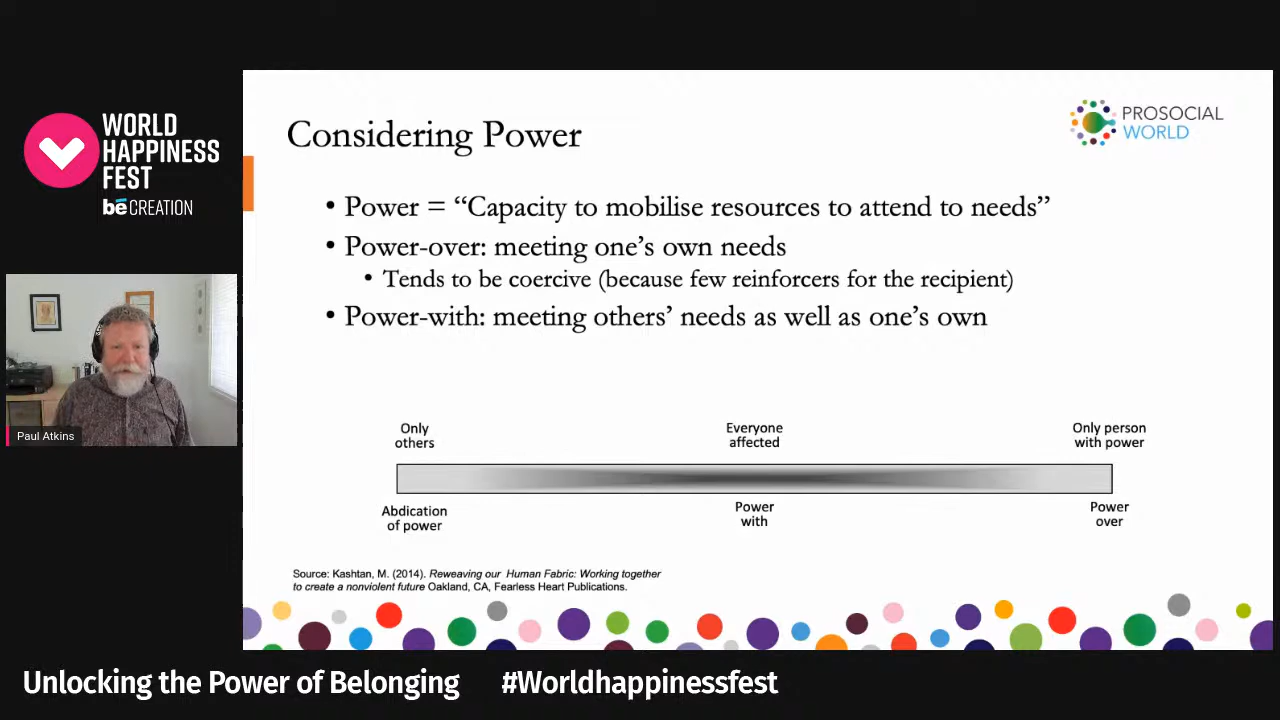 WORLD
HAPPINESS
FEST
bē CREATION
Paul Atkins
Considering Power
PROSOCIAL
WORLD
• Power = “Capacity to mobilise resources to attend to needs”
• Power-over: meeting one’s own needs
• Tends to be coercive (because few reinforcers for the recipient)
• Power-with: meeting others’ needs as well as one’s own
Only
others
Everyone
affected
Only person
with power
Abdication
of power
Power
with
Power
over
Source: Kashtan, M. (2014). Reweaving our Human Fabric: Working together
to create a nonviolent future Oakland, CA, Fearless Heart Publications.
Unlocking the Power of Belonging #Worldhappinessfest